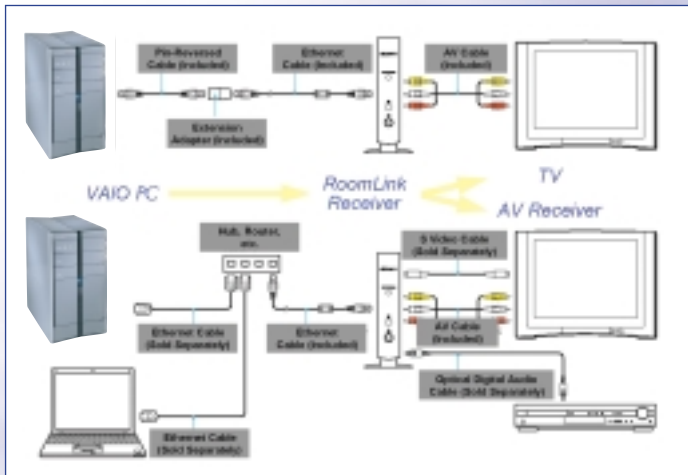 Pin-Reversed
Cable (Included)
Ethernet
Cable (Included)
AV Cable
(Included)
Extension
Adapter (Included)
VAIO PC
RoomLink
Receiver
TV
AV Receiver
Hub, Router,
etc.
S Video Cable
(Sold Separately)
Ethernet Cable
(Sold Separately)
Ethernet
Cable (Included)
AV Cable
(Included)
Optical Digital Audio
Cable (Sold Separately)
Ethernet Cable
(Sold Separately)